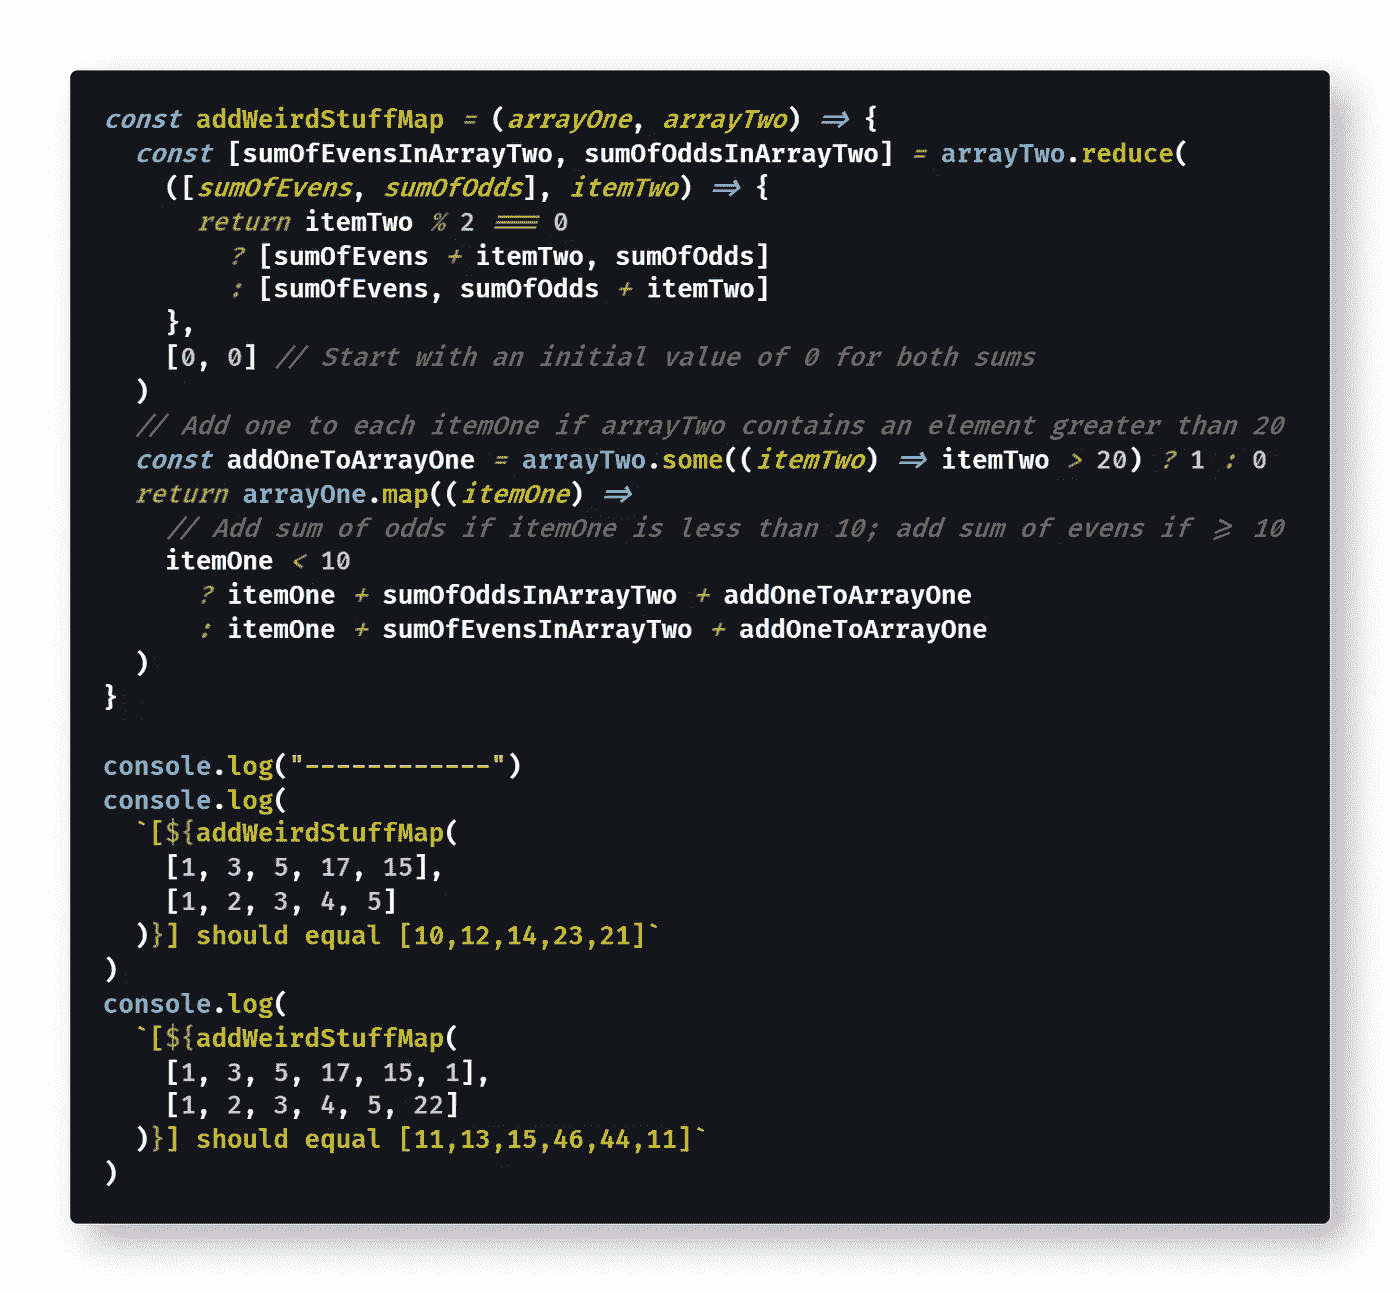 const addWeirdStuffMap = (arrayOne, arrayTwo) => {
  const [sumOfEvensInArrayTwo, sumOfOddsInArrayTwo] = arrayTwo.reduce(
    ([sumOfEvens, sumOfOdds], itemTwo) => {
      return itemTwo % 2 === 0
        ? [sumOfEvens + itemTwo, sumOfOdds]
        : [sumOfEvens, sumOfOdds + itemTwo]
    },
    [0, 0] // Start with an initial value of 0 for both sums
  )
  // Add one to each itemOne if arrayTwo contains an element greater than 20
  const addOneToArrayOne = arrayTwo.some((itemTwo) => itemTwo > 20) ? 1 : 0
  return arrayOne.map((itemOne) =>
    // Add sum of odds if itemOne is less than 10; add sum of evens if >= 10
    itemOne < 10
      ? itemOne + sumOfOddsInArrayTwo + addOneToArrayOne
      : itemOne + sumOfEvensInArrayTwo + addOneToArrayOne
  )
}

console.log("------------")
console.log(
  `[${addWeirdStuffMap(
    [1, 3, 5, 17, 15],
    [1, 2, 3, 4, 5]
  )}] should equal [10,12,14,23,21]`
)
console.log(
  `[${addWeirdStuffMap(
    [1, 3, 5, 17, 15, 1],
    [1, 2, 3, 4, 5, 22]
  )}] should equal [11,13,15,46,44,11]`
)